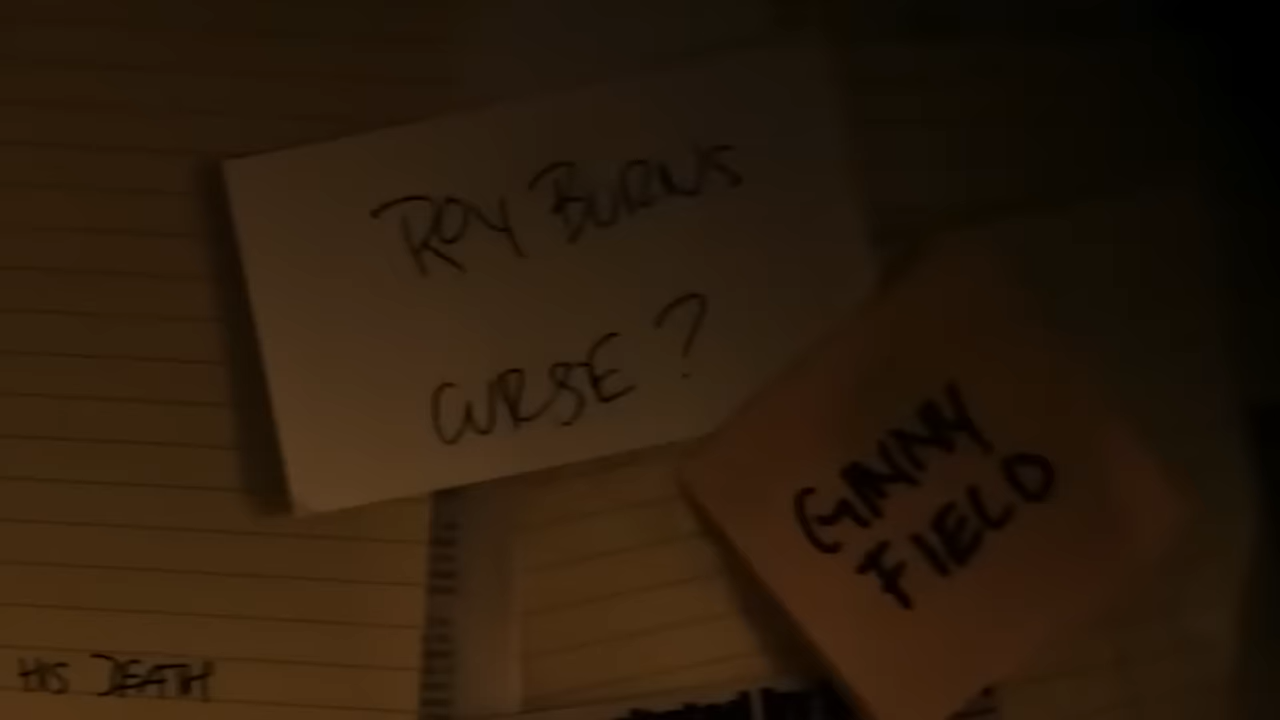 ROY BURNS
CURSE?
GINNY
FIELD
HIS DEATH